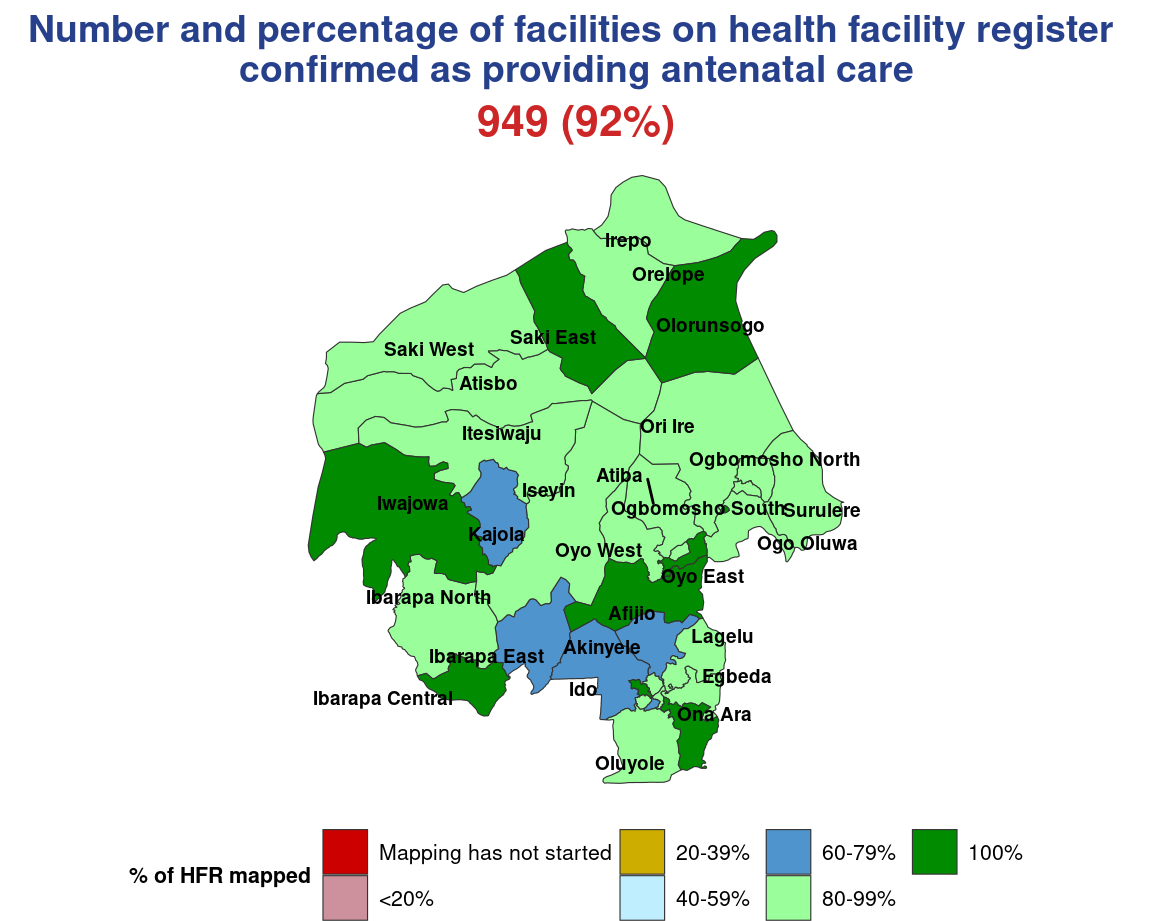 Number and percentage of facilities on health facility register
confirmed as providing antenatal care
949 (92%)
Irepo
Orelope
Olorunsogo
Saki East
Saki West
Atisbo
Ori Ire
Itesiwaju
Ogbomosho North
Atiba
Iseyin
Iwajowa
Ogbomosho South
Surulere
Kajola
Ogo Oluwa
Oyo West
Oyo East
Ibarapa North
Afijio
Lagelu
Akinyele
Ibarapa East
Egbeda
Ido
Ibarapa Central
Ona Ara
Oluyole
% of HFR mapped
Mapping has not started
<20%
20-39%
40-59%
60-79%
80-99%
100%